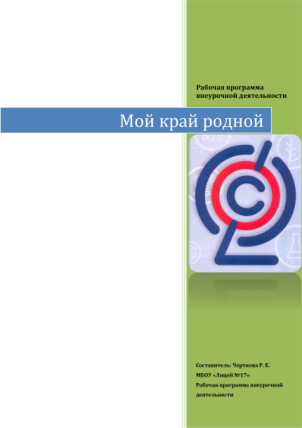 Рабочая программа
внеурочной деятельности
Мой край родной
Составитель: Черткова Р. Е.
МБОУ «Лицей №17»
Рабочая программа внеурочной
деятельности